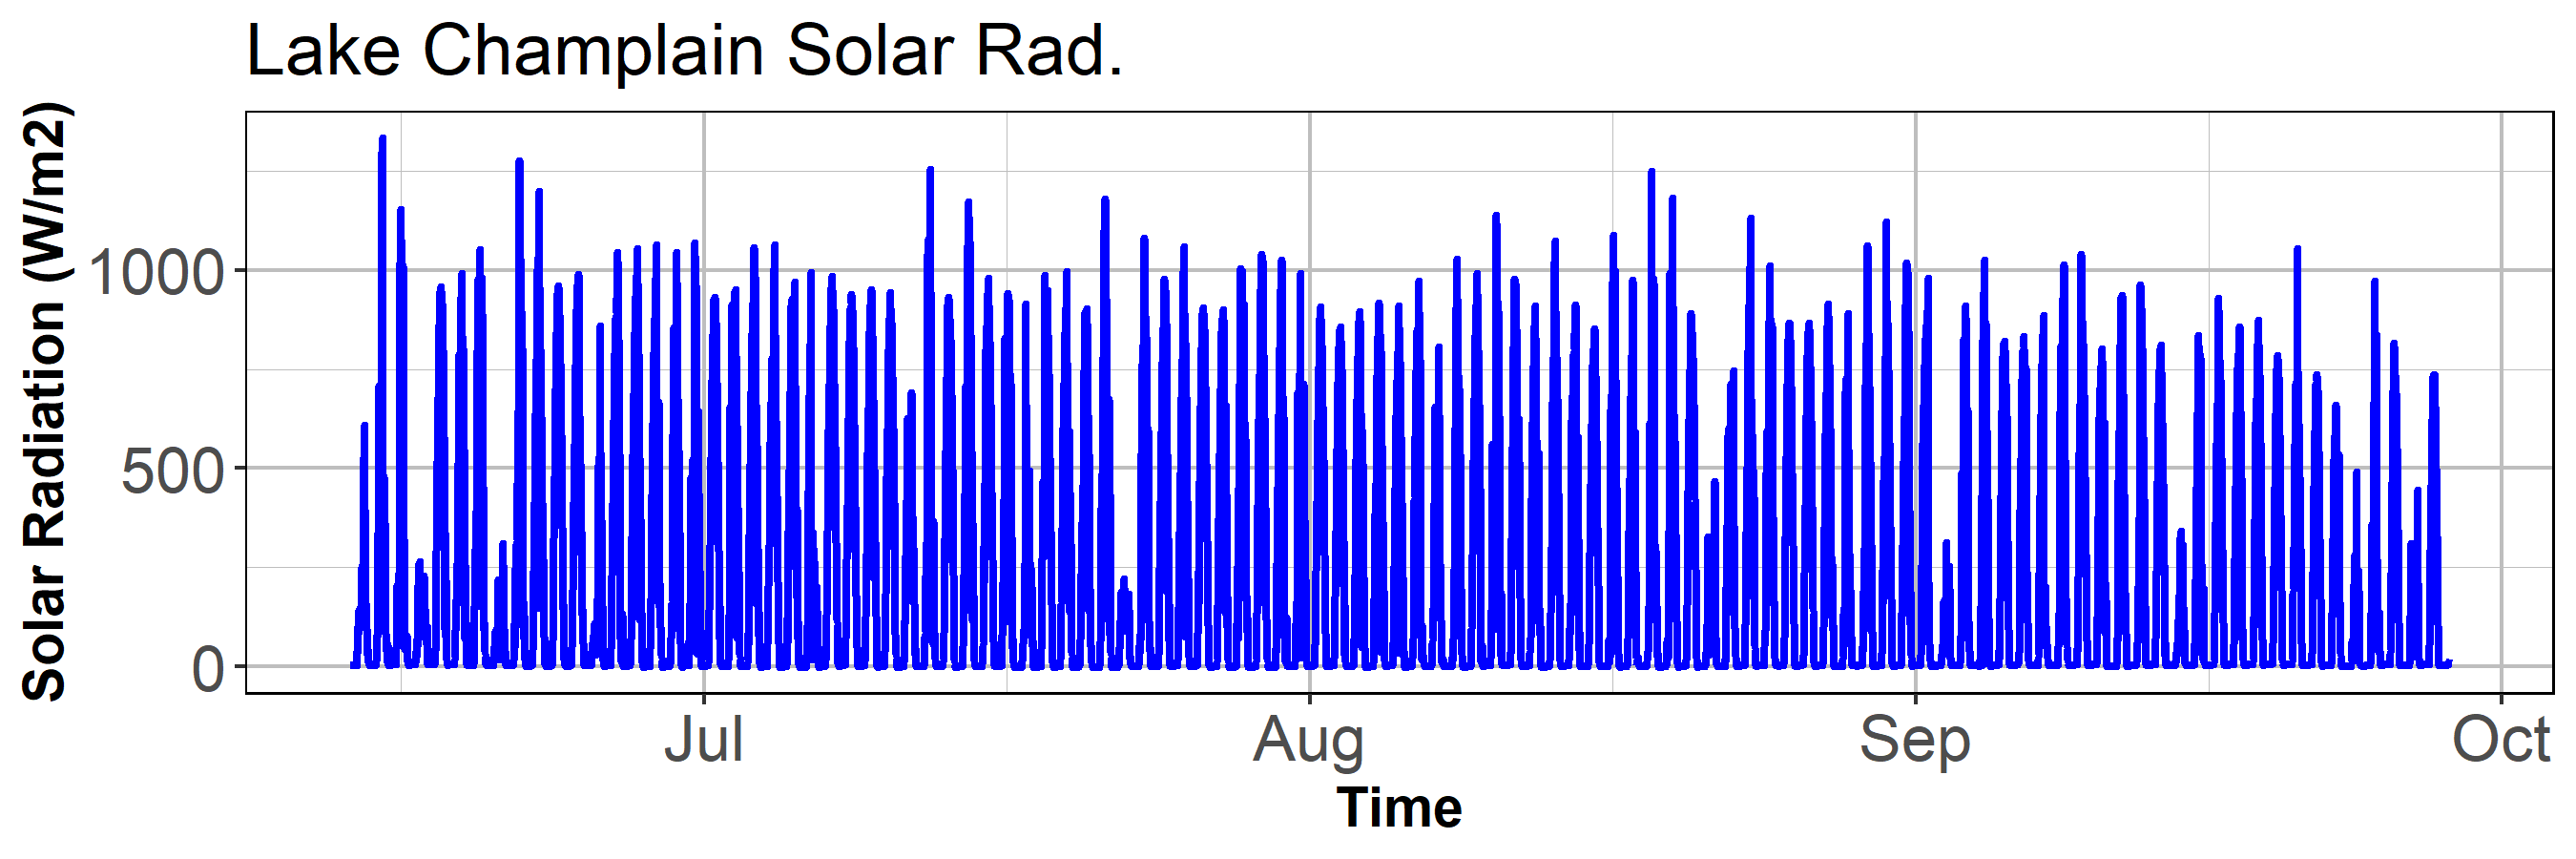 Lake Champlain Solar Rad.
Solar Radiation (W/m2)
1000
500
0
Jul Aug Sep Oct
Time